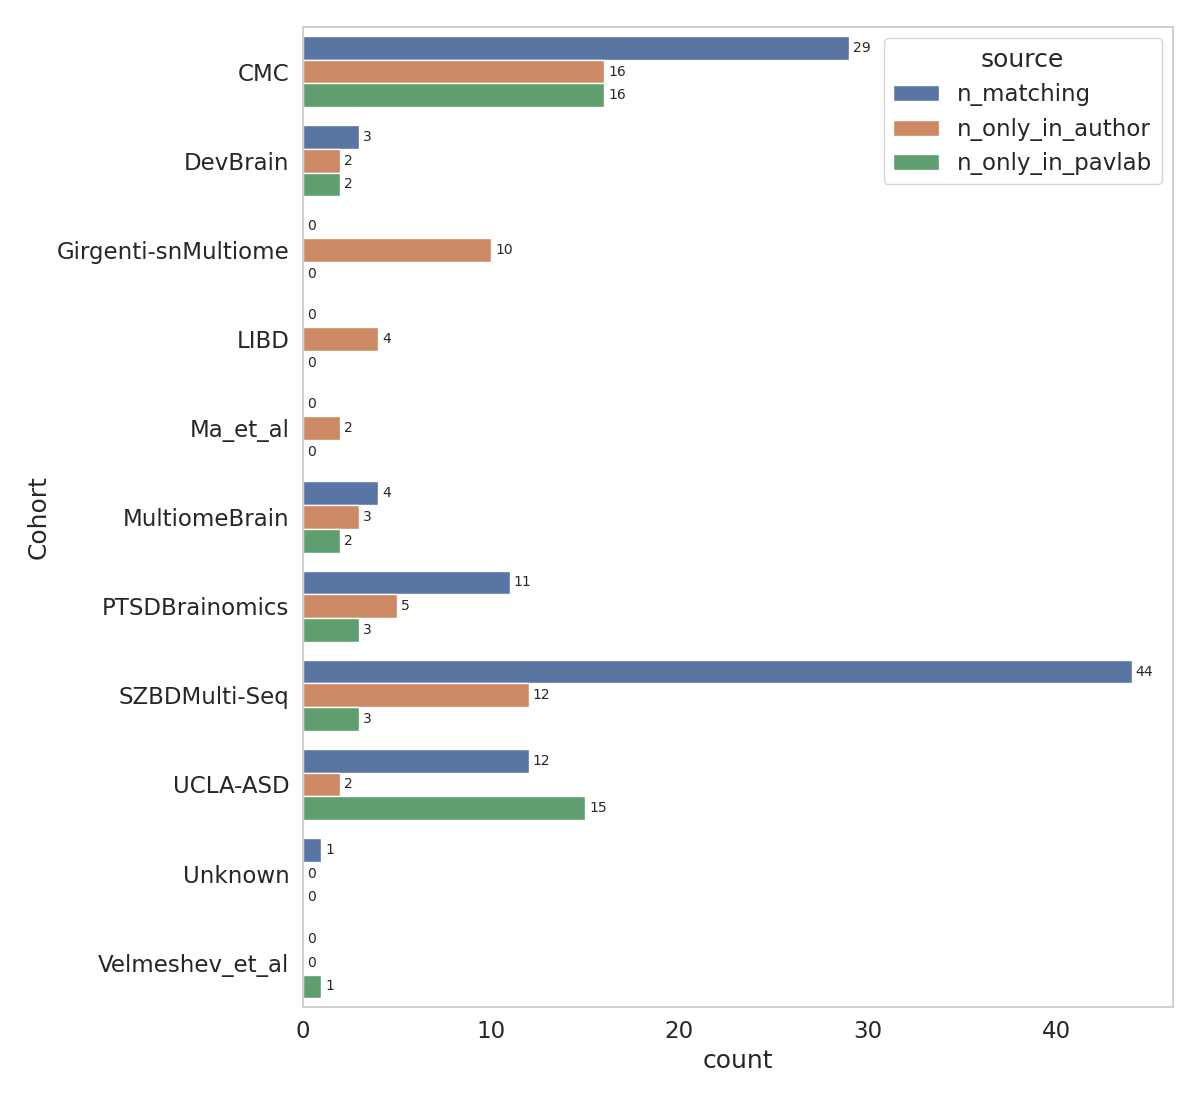 source
n_matching
n_only_in_author
n_only_in_pavlab
Cohort
CMC
29
16
16
DevBrain
3
2
2
Girgenti-snMultiome
0
10
0
LIBD
0
4
0
Ma_et_al
0
2
0
MultiomeBrain
4
3
2
PTSDBrainomics
11
5
3
SZBDMulti-Seq
44
12
3
UCLA-ASD
12
2
15
Unknown
1
0
0
Velmeshev_et_al
0
0
1
0 10 20 30 40
count